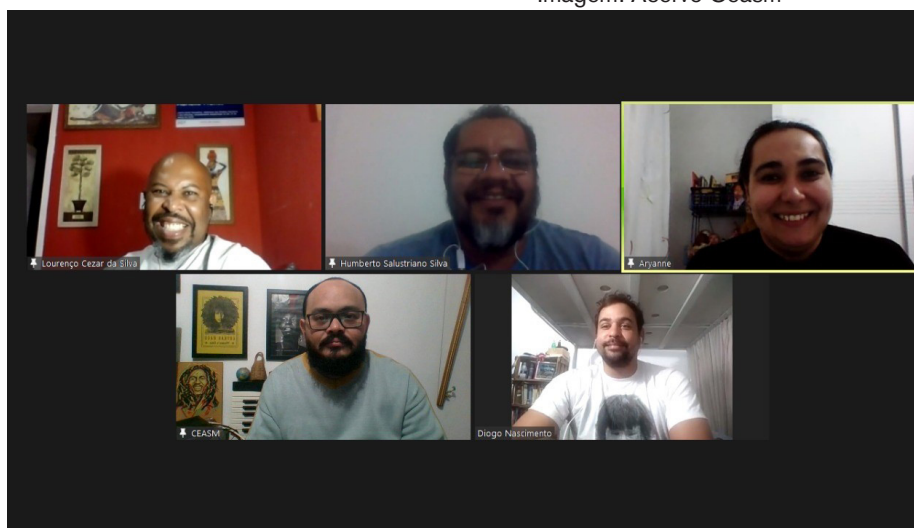 Imagem: Acervo Ceasm
Lourenço Cezar da Silva
Humberto Salustriano Silva
Aryanne
CEASM
Diogo Nascimento